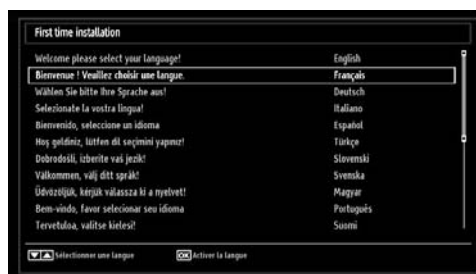 First time installation
Welcome please select your language! English
Bienvenue ! Veuillez choisir une langue. Français
Wählen Sie bitte Ihre Sprache aus! Deutsch
Selezionate la vostra lingua! Italiano
Bienvenido, seleccione un idioma Español
Hoş geldiniz, lütfen dil seçimini yapınız! Türkçe
Dobrodošli, izberite vaš jezik! Slovenski
Välkommen, välj ditt språk! Svenska
Üdvözöljük, kérjük válassza ki a nyelvet! Magyar
Bem-vindo, favor selecionar seu idioma Português
Tervetuloa, valitse kielesi! Suomi
Sélectionner une langue OK Activer la langue